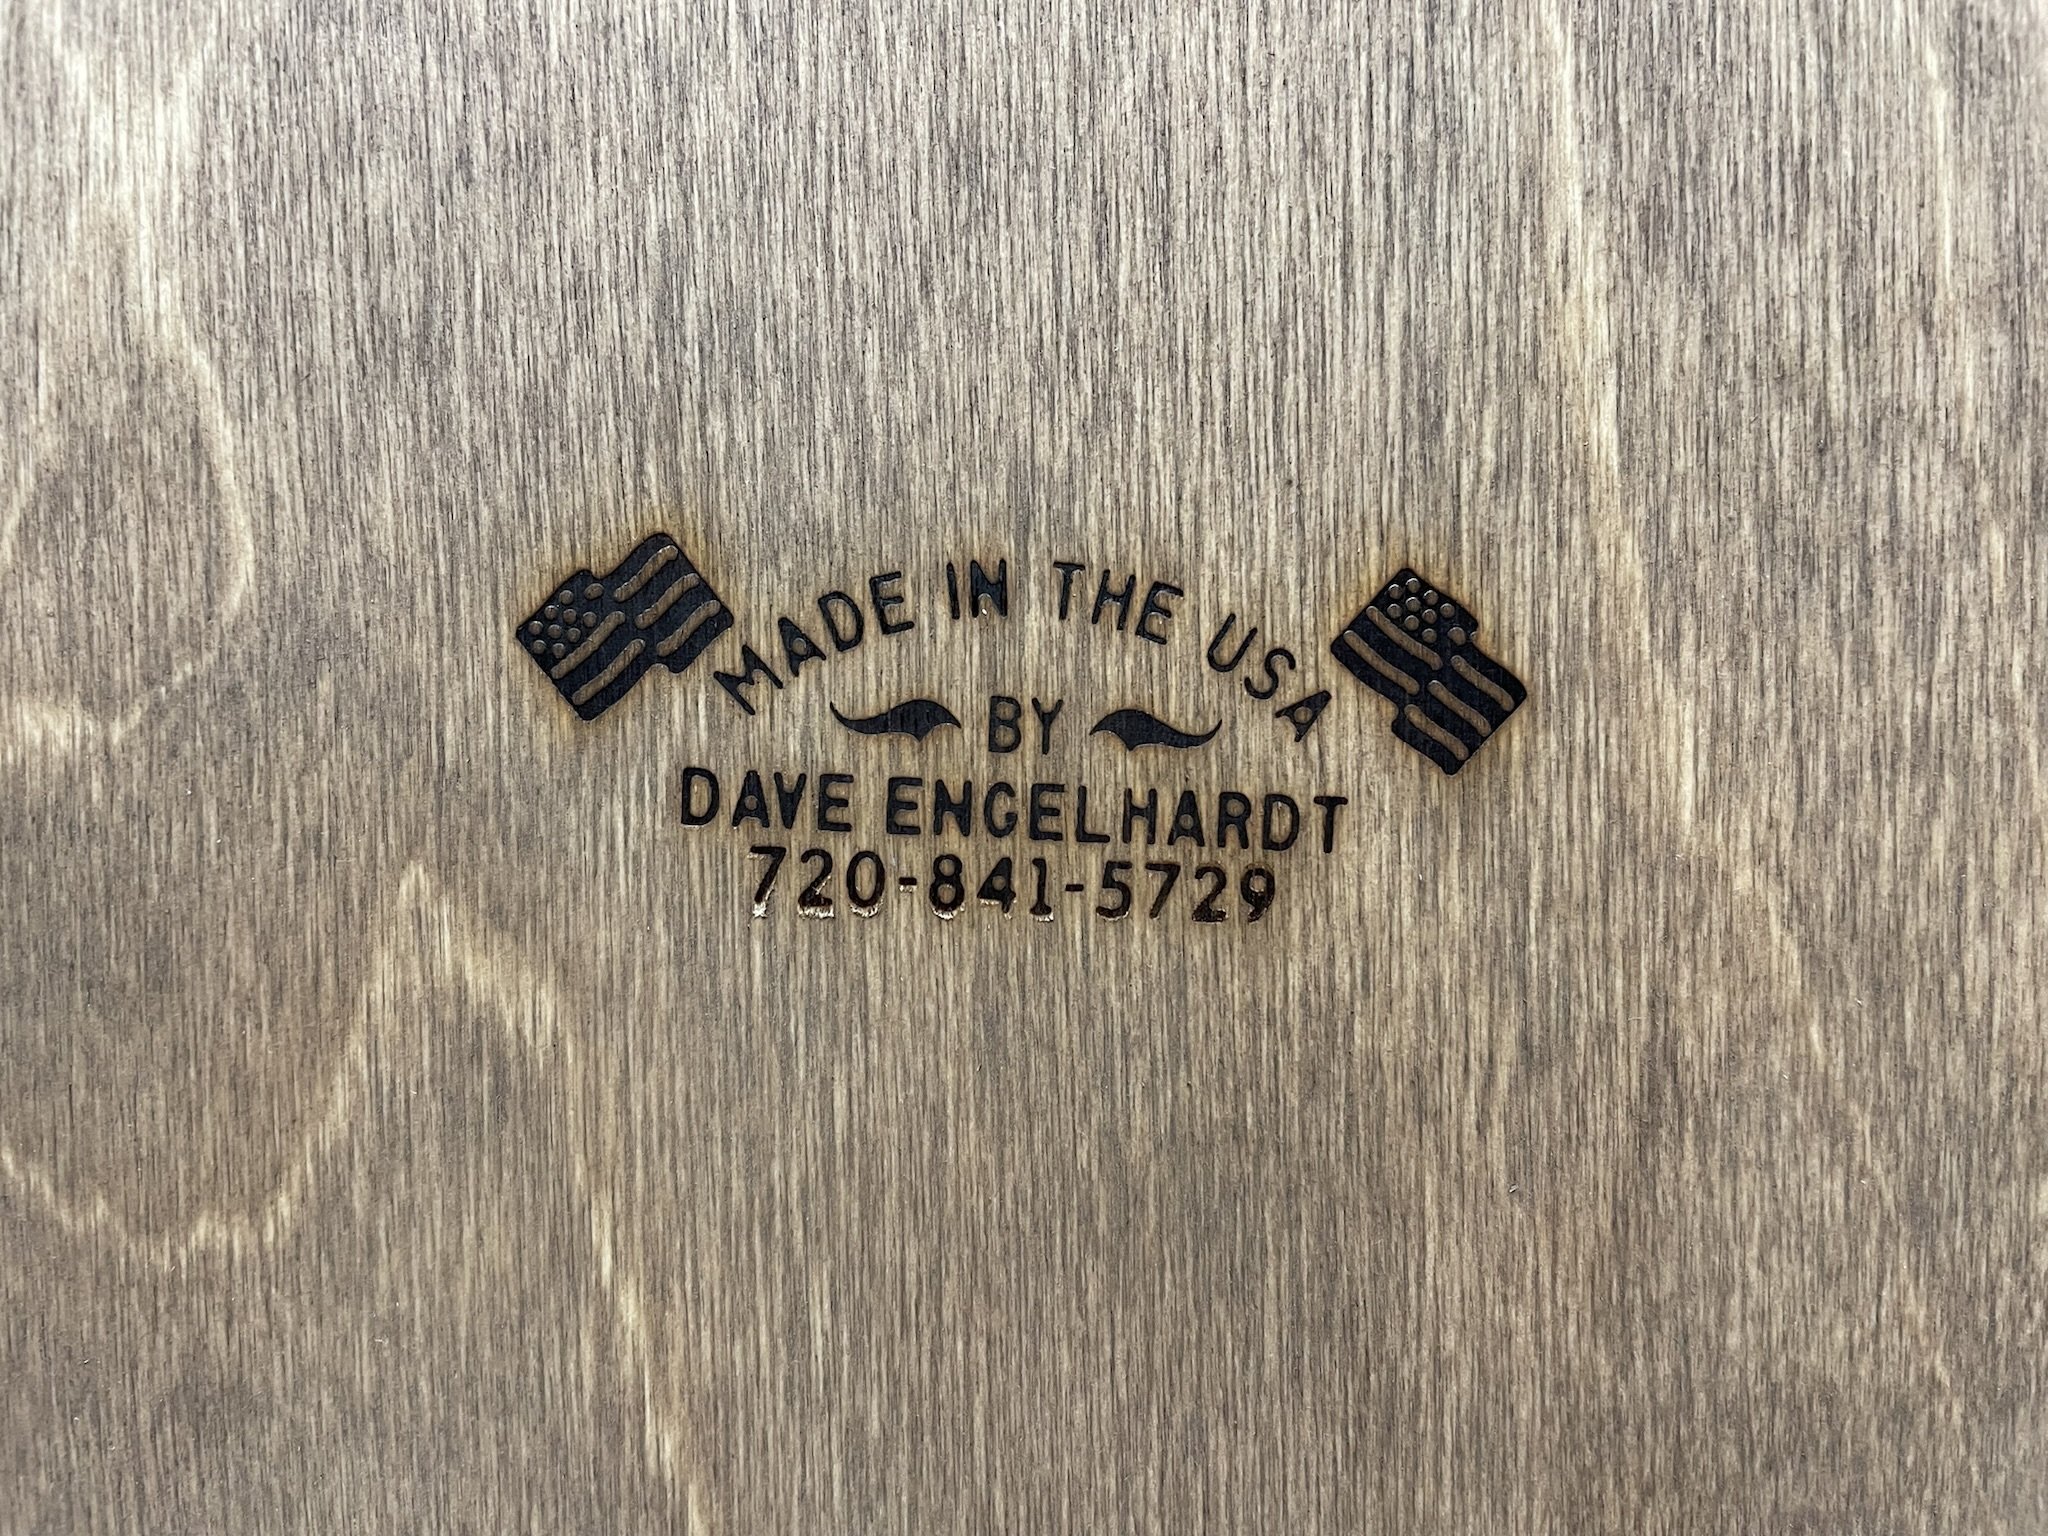 MADE IN THE USA
BY
DAVE ENGELHARDT
720-841-5729